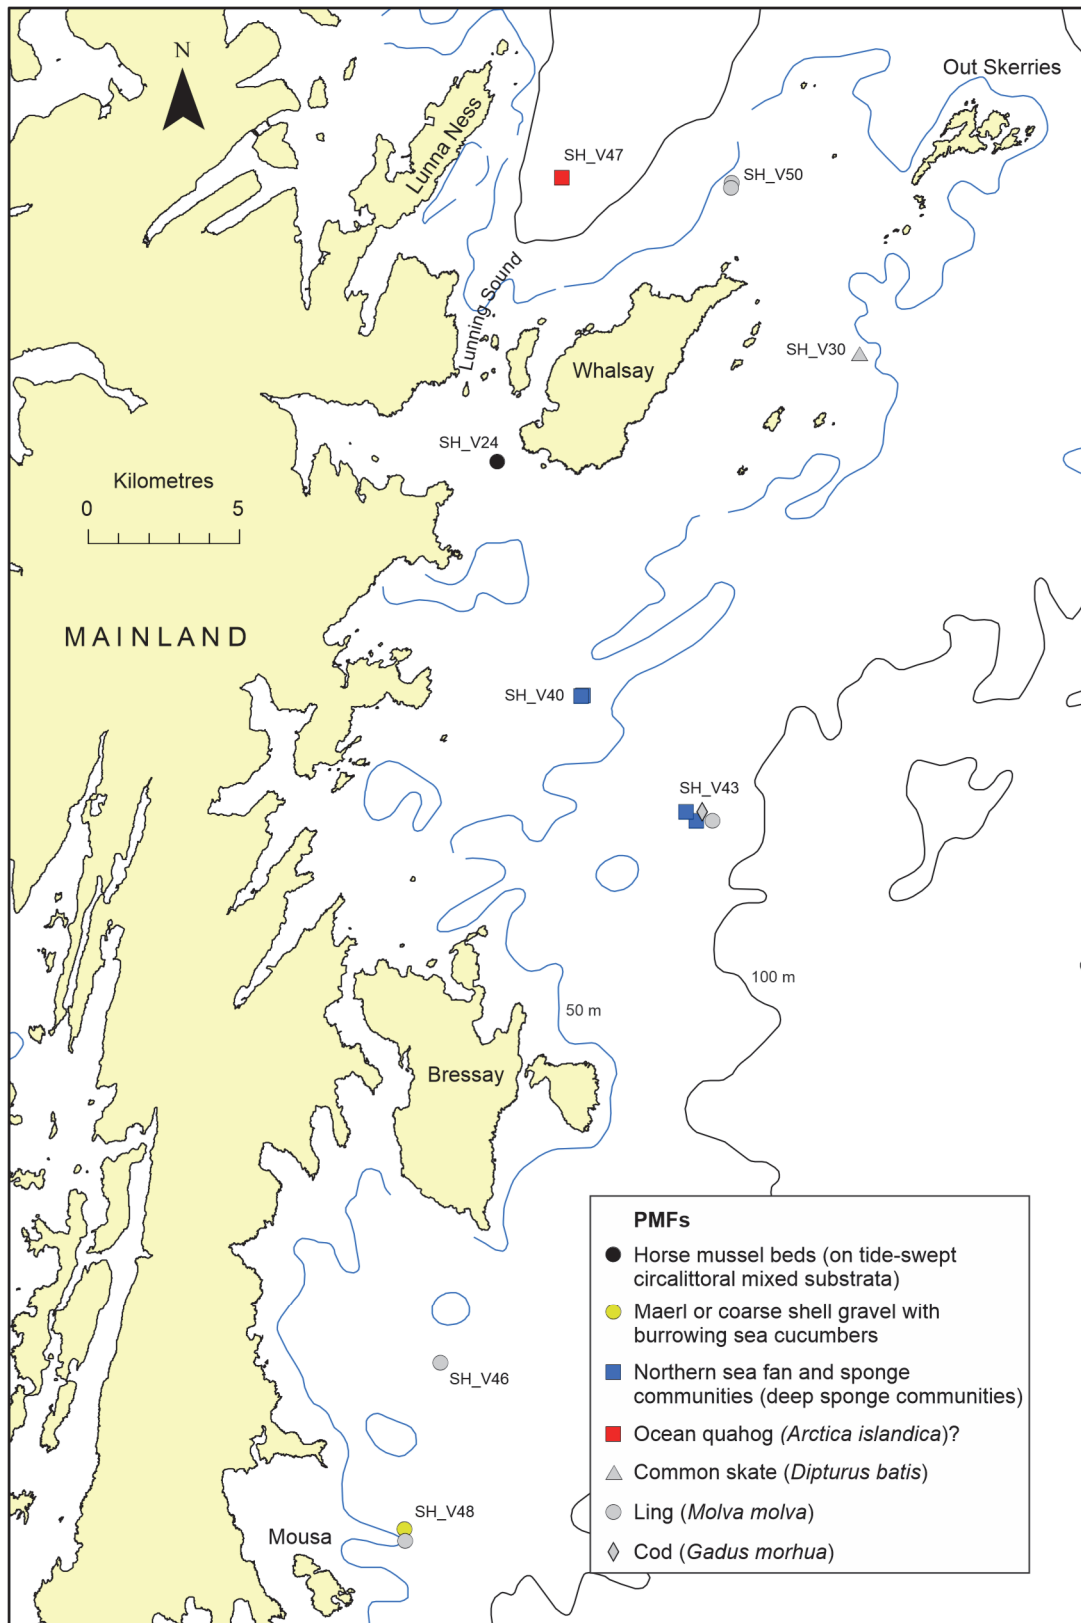 Out Skerries
N
Lunna Ness
SH_V47
SH_V50
Lunning Sound
SH_V30
Whalsay
SH_V24
Kilometres
0 5
MAINLAND
SH_V40
SH_V43
100 m
50 m
Bressay
SH_V46
SH_V48
Mousa
PMFs
Horse mussel beds (on tide-swept
circalittoral mixed substrata)
Maerl or coarse shell gravel with
burrowing sea cucumbers
Northern sea fan and sponge
communities (deep sponge communities)
Ocean quahog (Arctica islandica)?
Common skate (Dipturus batis)
Ling (Molva molva)
Cod (Gadus morhua)